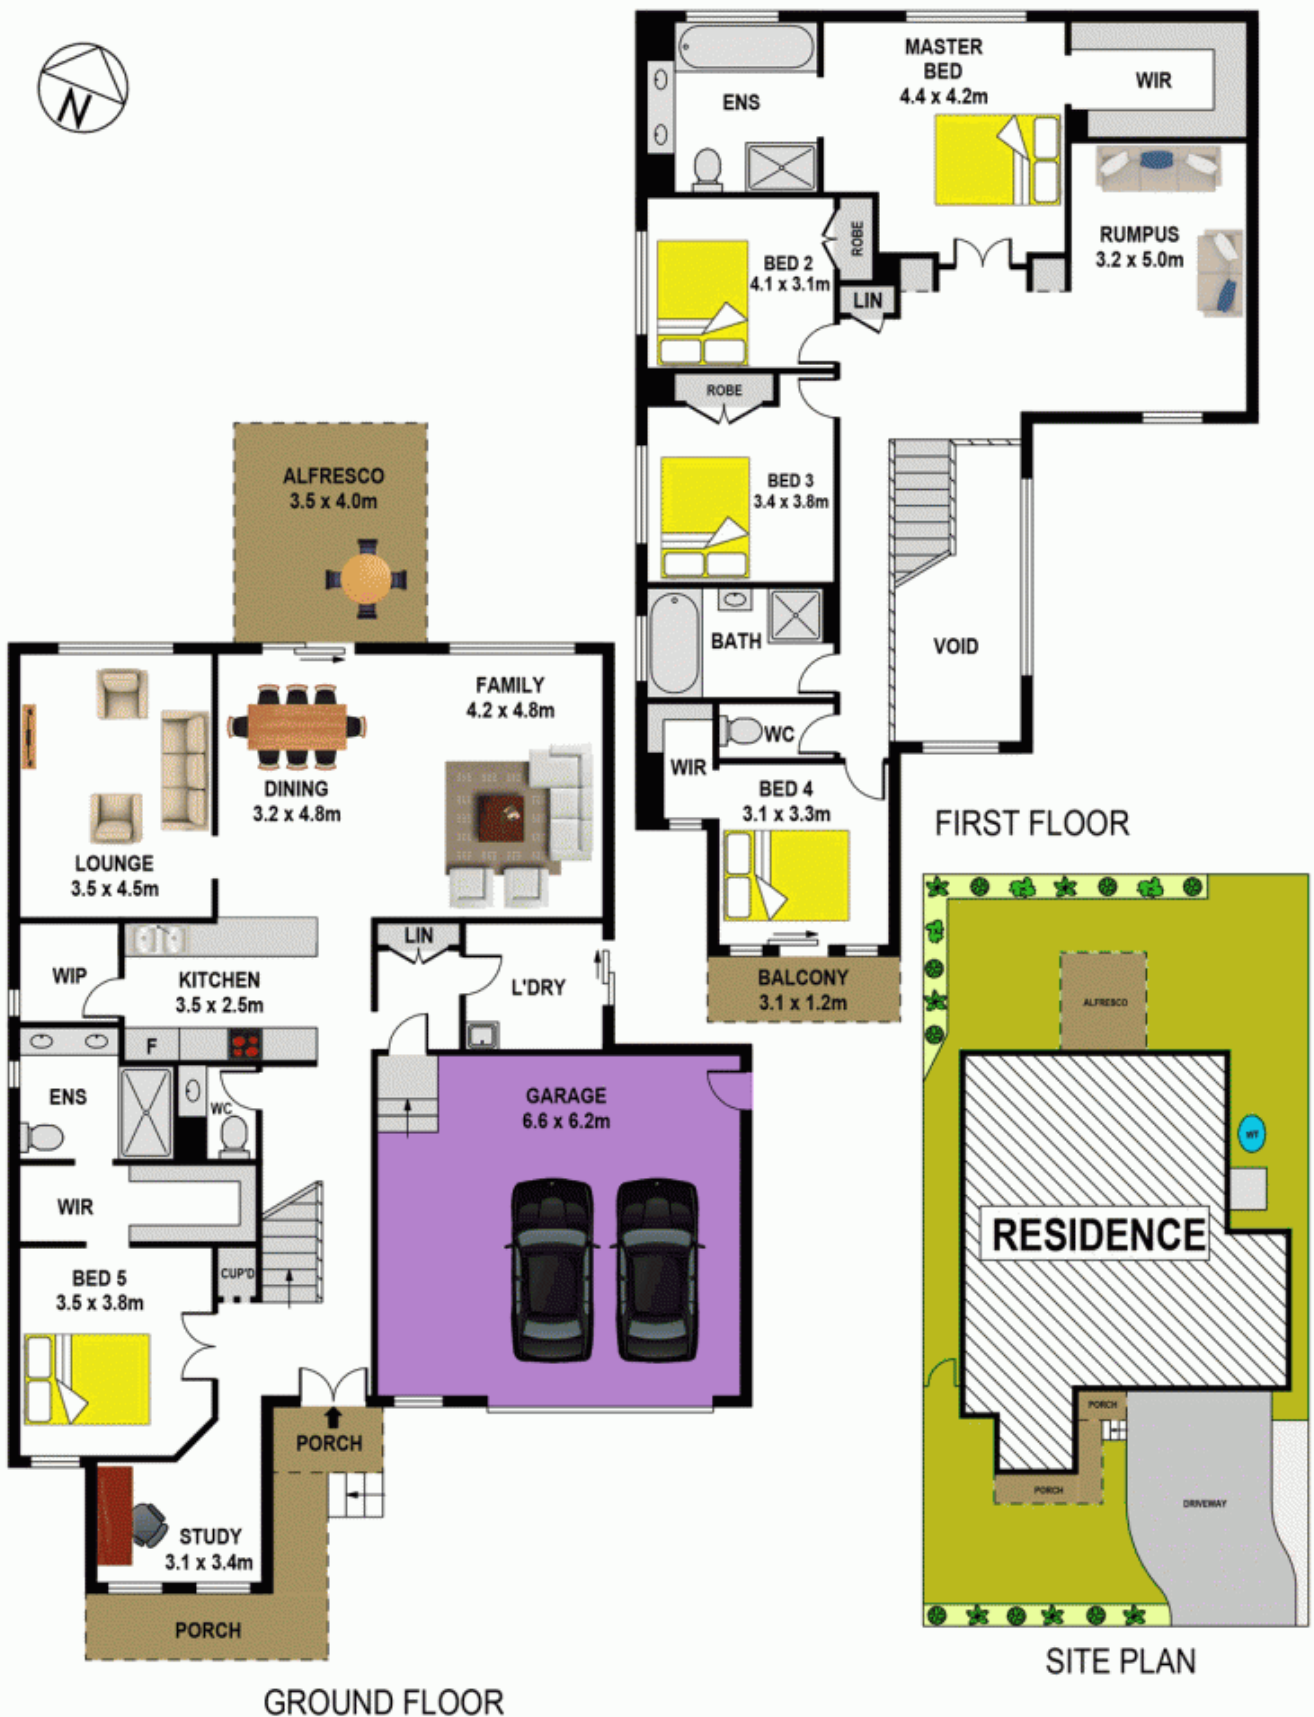 N
MASTER
BED
4.4 x 4.2m
WIR
ENS
RUMPUS
3.2 x 5.0m
BED 2
4.1 x 3.1m
ROBE
LIN
ROBE
BED 3
3.4 x 3.8m
BATH
VOID
WC
WIR
BED 4
3.1 x 3.3m
BALCONY
3.1 x 1.2m
FIRST FLOOR
ALFRESCO
3.5 x 4.0m
FAMILY
4.2 x 4.8m
DINING
3.2 x 4.8m
LOUNGE
3.5 x 4.5m
LIN
WIP
KITCHEN
3.5 x 2.5m
L'DRY
F
ENS
WC
GARAGE
6.6 x 6.2m
WIR
CUP'D
BED 5
3.5 x 3.8m
PORCH
STUDY
3.1 x 3.4m
PORCH
GROUND FLOOR
ALFRESCO
WT
RESIDENCE
PORCH
PORCH
DRIVEWAY
SITE PLAN